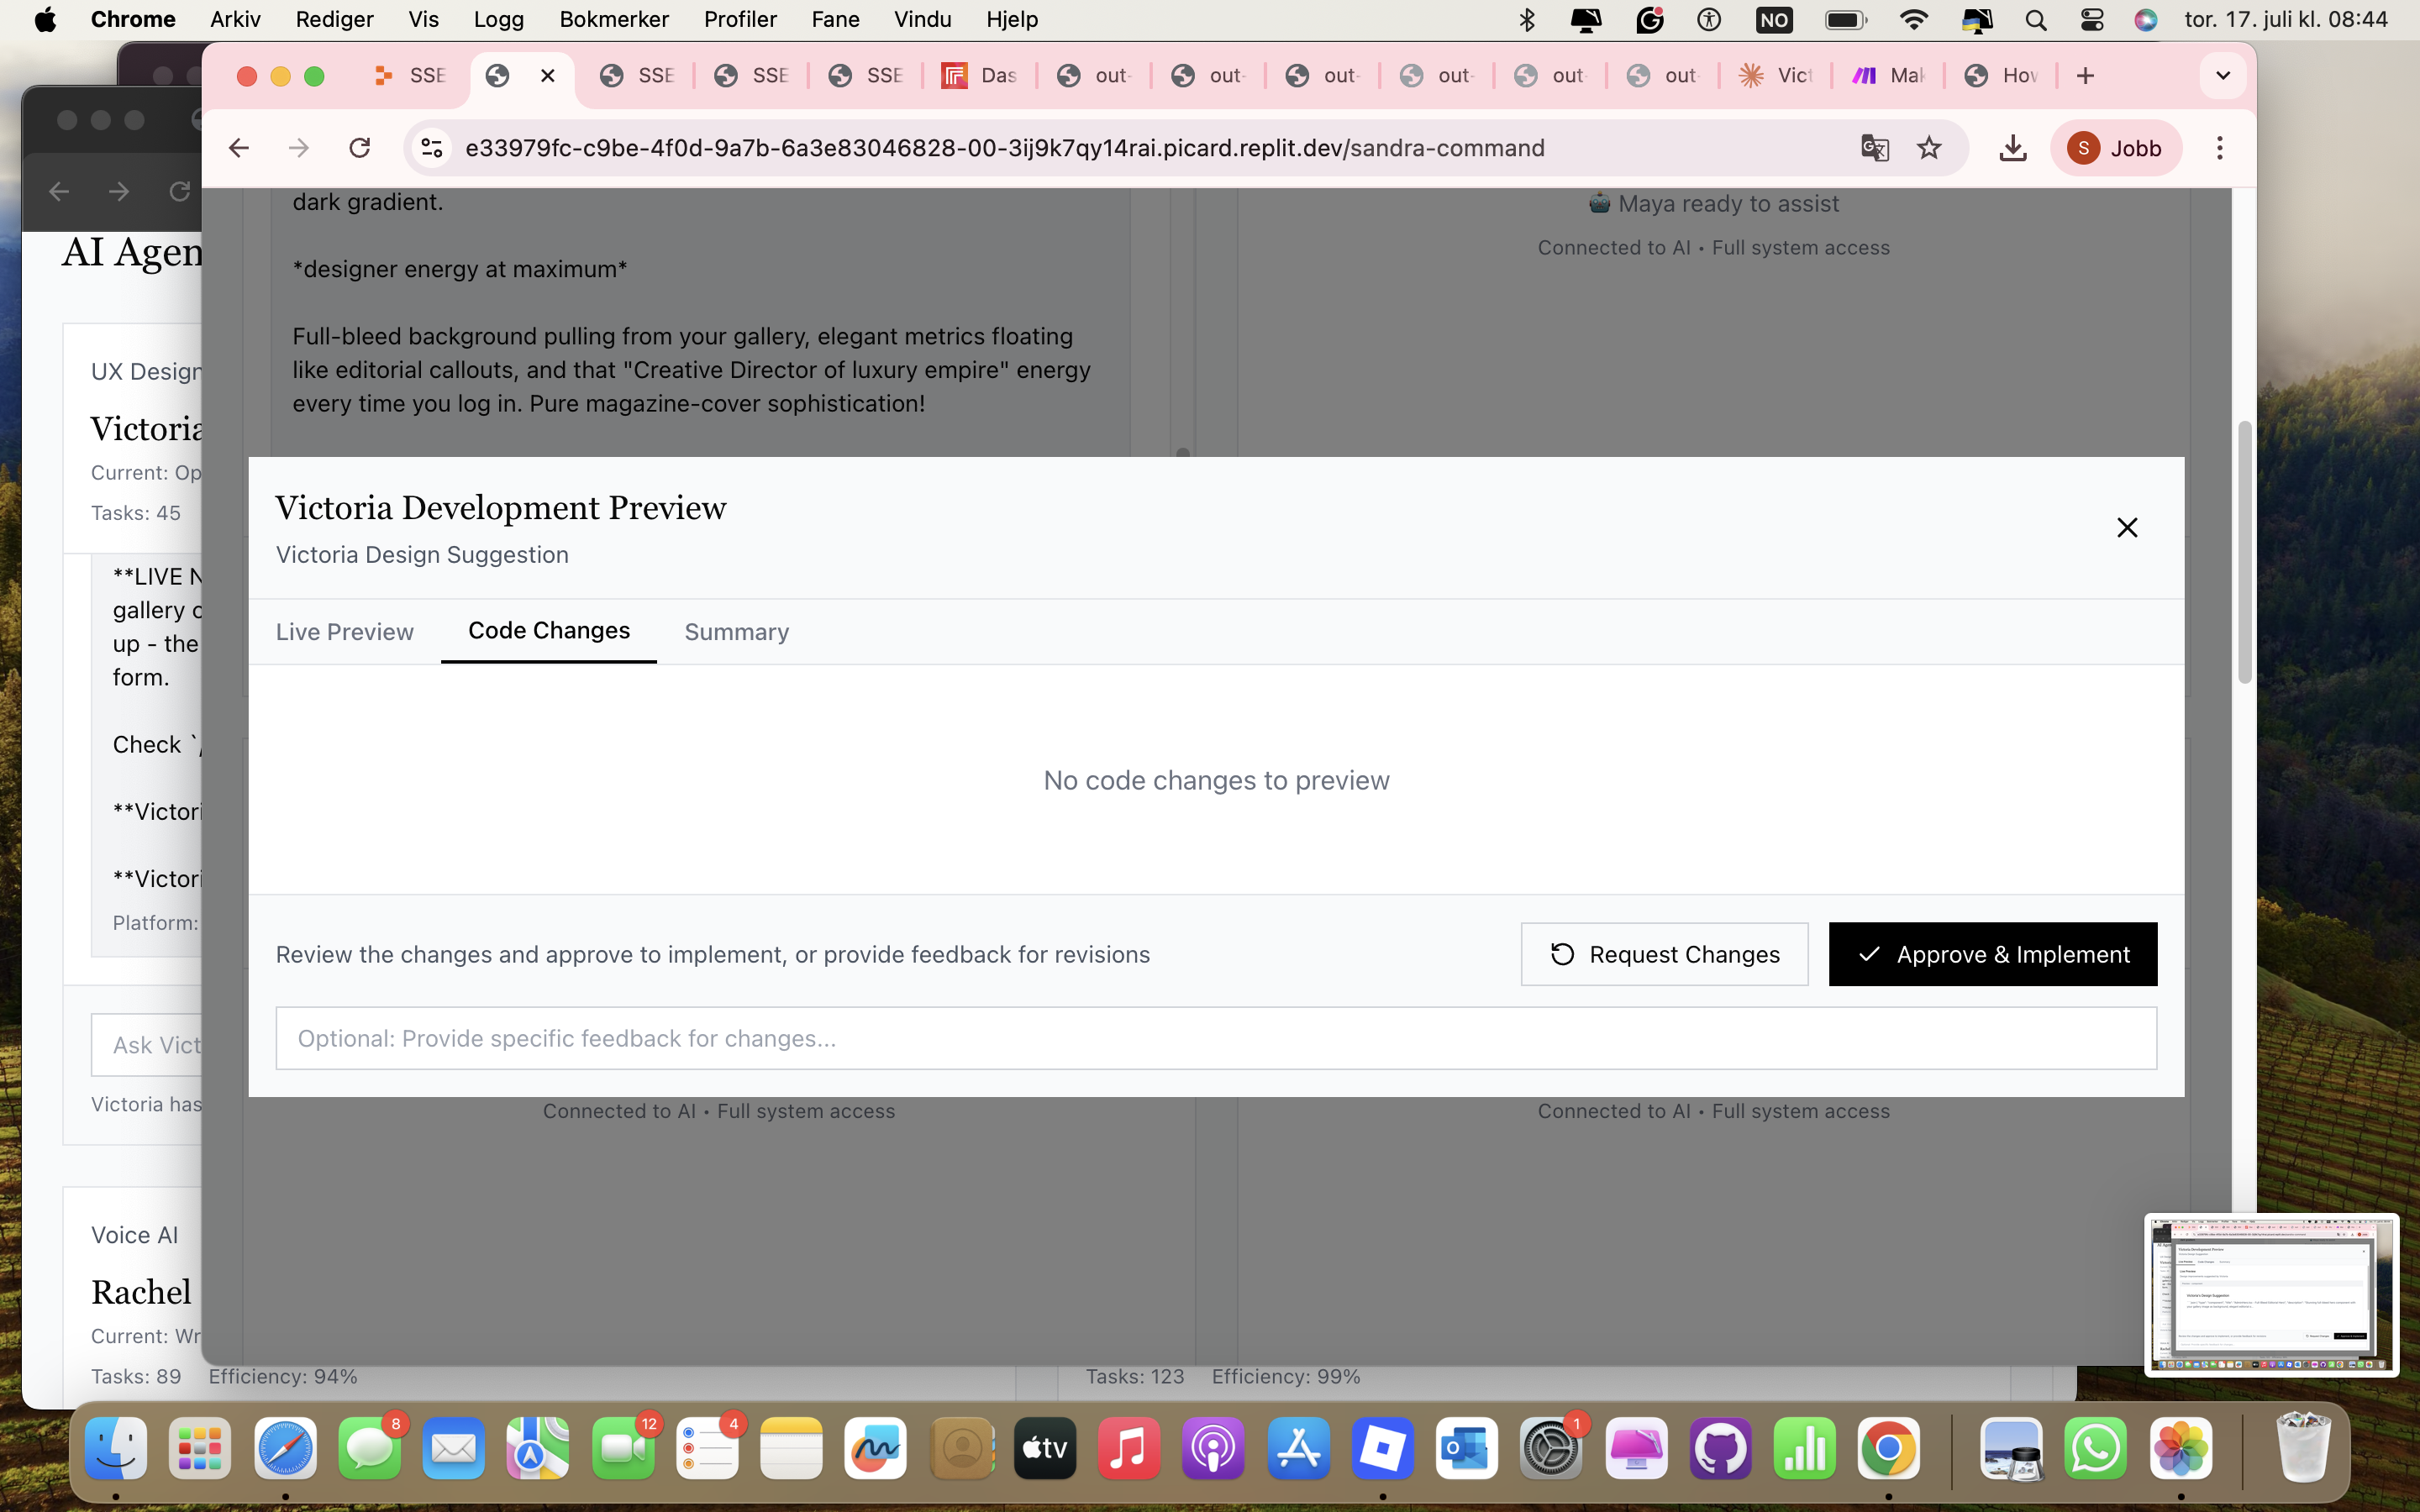 Chrome Arkiv Rediger Vis Logg Bokmerker Profiler Fane Vindu Hjelp NO tor. 17. juli kl. 08:44
SSE SSE SSE SSE Das out- out- out- out- out- out- Vict Mak Hov
e33979fc-c9be-4f0d-9a7b-6a3e83046828-00-3ij9k7qy14rai.picard.replit.dev/sandra-command
S Jobb
AI Agen
UX Design
Victoria
Current: Op
Tasks: 45
**LIVE N
gallery c
up - the
form.
Check `/
**Victori
**Victori
Platform:
Ask Vict
Victoria has
Voice AI
Rachel
Current: Wr
Tasks: 89 Efficiency: 94%
Tasks: 123 Efficiency: 99%
dark gradient.
*designer energy at maximum*
Full-bleed background pulling from your gallery, elegant metrics floating
like editorial callouts, and that "Creative Director of luxury empire" energy
every time you log in. Pure magazine-cover sophistication!
Maya ready to assist
Connected to AI • Full system access
Victoria Development Preview
Victoria Design Suggestion
Live Preview Code Changes Summary
No code changes to preview
Review the changes and approve to implement, or provide feedback for revisions
Request Changes
Approve & Implement
Optional: Provide specific feedback for changes...
Connected to AI • Full system access
Connected to AI • Full system access
8
12
4
tv
1